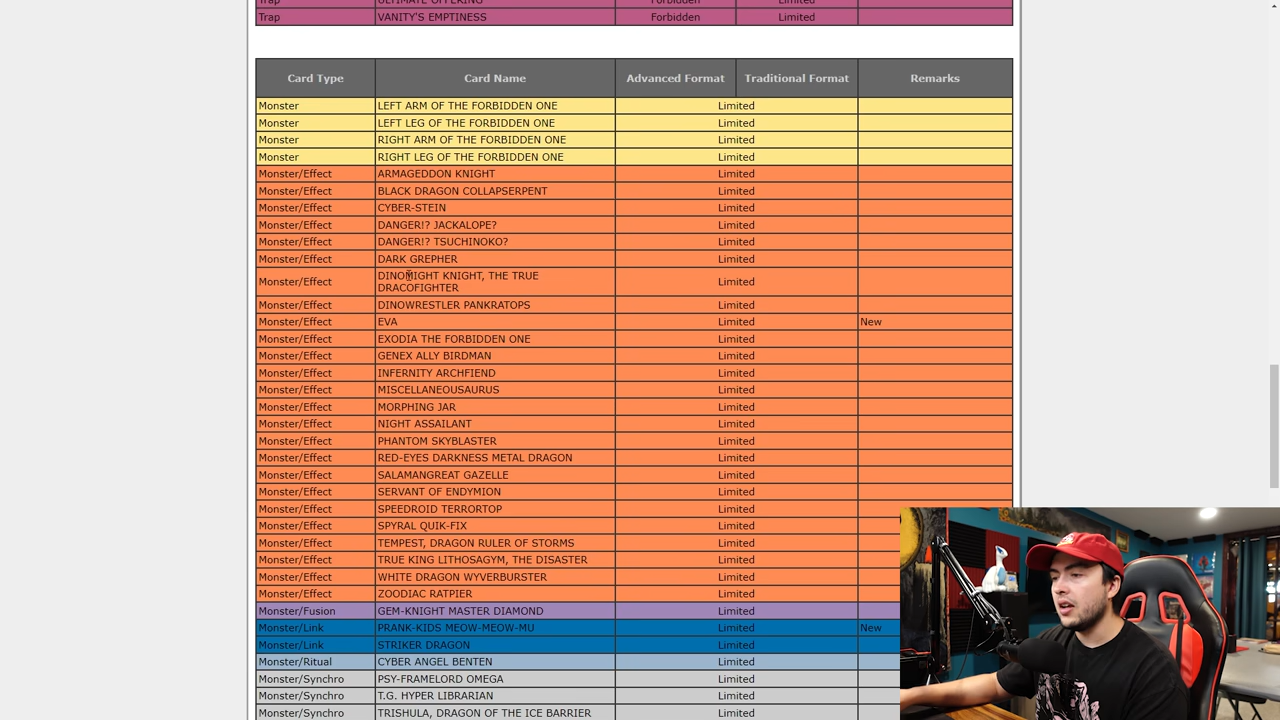 Trap ULTIMATE OFFERING Forbidden Limited
Trap VANITY'S EMPTINESS Forbidden Limited
Card Type Card Name Advanced Format Traditional Format Remarks
Monster LEFT ARM OF THE FORBIDDEN ONE Limited
Monster LEFT LEG OF THE FORBIDDEN ONE Limited
Monster RIGHT ARM OF THE FORBIDDEN ONE Limited
Monster RIGHT LEG OF THE FORBIDDEN ONE Limited
Monster/Effect ARMAGEDDON KNIGHT Limited
Monster/Effect BLACK DRAGON COLLAPSERPENT Limited
Monster/Effect CYBER-STEIN Limited
Monster/Effect DANGER!? JACKALOPE? Limited
Monster/Effect DANGER!? TSUCHINOKO? Limited
Monster/Effect DARK GREPHER Limited
DINOMIGHT KNIGHT, THE TRUE
Monster/Effect DRACOFIGHTER Limited
Monster/Effect DINOWRESTLER PANKRATOPS Limited
Monster/Effect EVA Limited New
Monster/Effect EXODIA THE FORBIDDEN ONE Limited
Monster/Effect GENEX ALLY BIRDMAN Limited
Monster/Effect INFERNITY ARCHFIEND Limited
Monster/Effect MISCELLANEOUSAURUS Limited
Monster/Effect MORPHING JAR Limited
Monster/Effect NIGHT ASSAILANT Limited
Monster/Effect PHANTOM SKYBLASTER Limited
Monster/Effect RED-EYES DARKNESS METAL DRAGON Limited
Monster/Effect SALAMANGREAT GAZELLE Limited
Monster/Effect SERVANT OF ENDYMION Limited
Monster/Effect SPEEDROID TERRORTOP Limited
Monster/Effect SPYRAL QUIK-FIX Limited
Monster/Effect TEMPEST, DRAGON RULER OF STORMS Limited
Monster/Effect TRUE KING LITHOSAGYM, THE DISASTER Limited
Monster/Effect WHITE DRAGON WYVERBURSTER Limited
Monster/Effect ZOODIAC RATPIER Limited
Monster/Fusion GEM-KNIGHT MASTER DIAMOND Limited
Monster/Link PRANK-KIDS MEOW-MEOW-MU Limited New
Monster/Link STRIKER DRAGON Limited
Monster/Ritual CYBER ANGEL BENTEN Limited
Monster/Synchro PSY-FRAMELORD OMEGA Limited
Monster/Synchro T.G. HYPER LIBRARIAN Limited
Monster/Synchro TRISHULA, DRAGON OF THE ICE BARRIER Limited